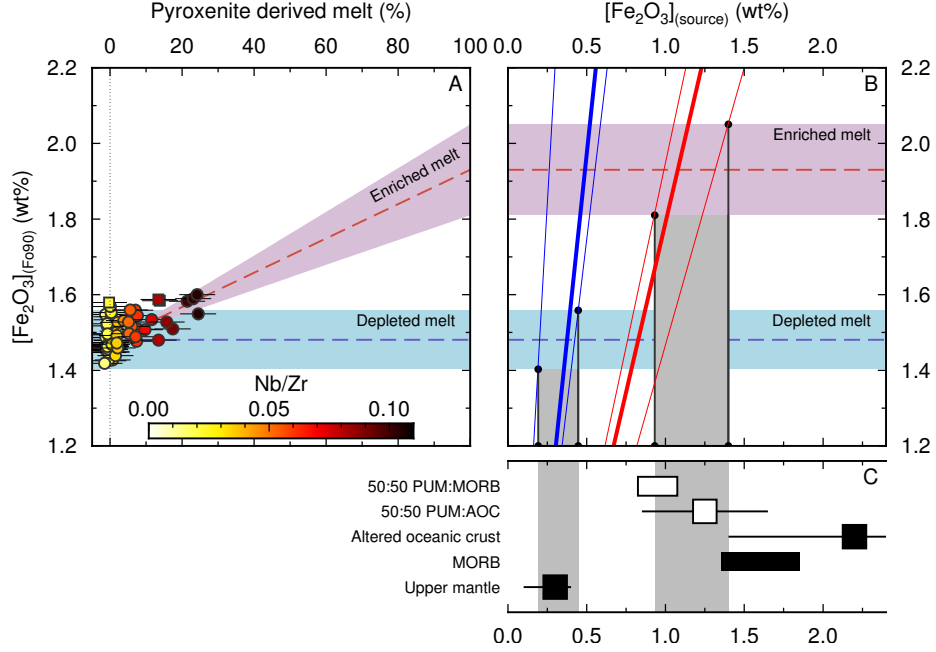 Pyroxenite derived melt (%)
[Fe2O3](source) (wt%)
0 20 40 60 80 100
0.0 0.5 1.0 1.5 2.0
2.2 A B 2.2
2.0 Enriched melt Enriched melt 2.0
1.8 1.8
[Fe2O3](Fo90) (wt%)
1.6 1.6
Depleted melt Depleted melt
1.4 1.4
Nb/Zr
0.00 0.05 0.10
1.2 1.2
C
50:50 PUM:MORB
50:50 PUM:AOC
Altered oceanic crust
MORB
Upper mantle
0.0 0.5 1.0 1.5 2.0